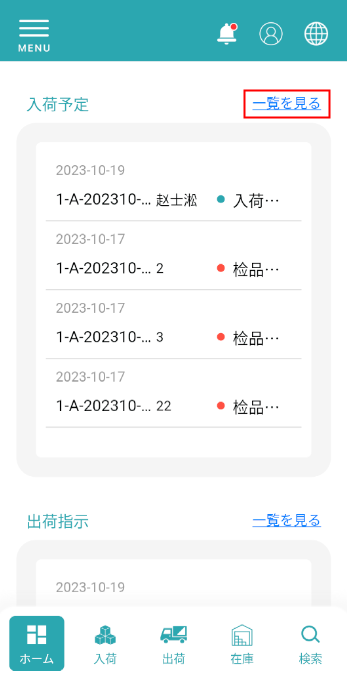 MENU
入荷予定
一覧を見る
2023-10-19
1-A-202310-... 赵士淞 入荷…
2023-10-17
1-A-202310-... 2 检品…
2023-10-17
1-A-202310-... 3 检品…
2023-10-17
1-A-202310-... 22 检品…
出荷指示
一覧を見る
2023-10-19
ホーム
入荷
出荷
在庫
検索